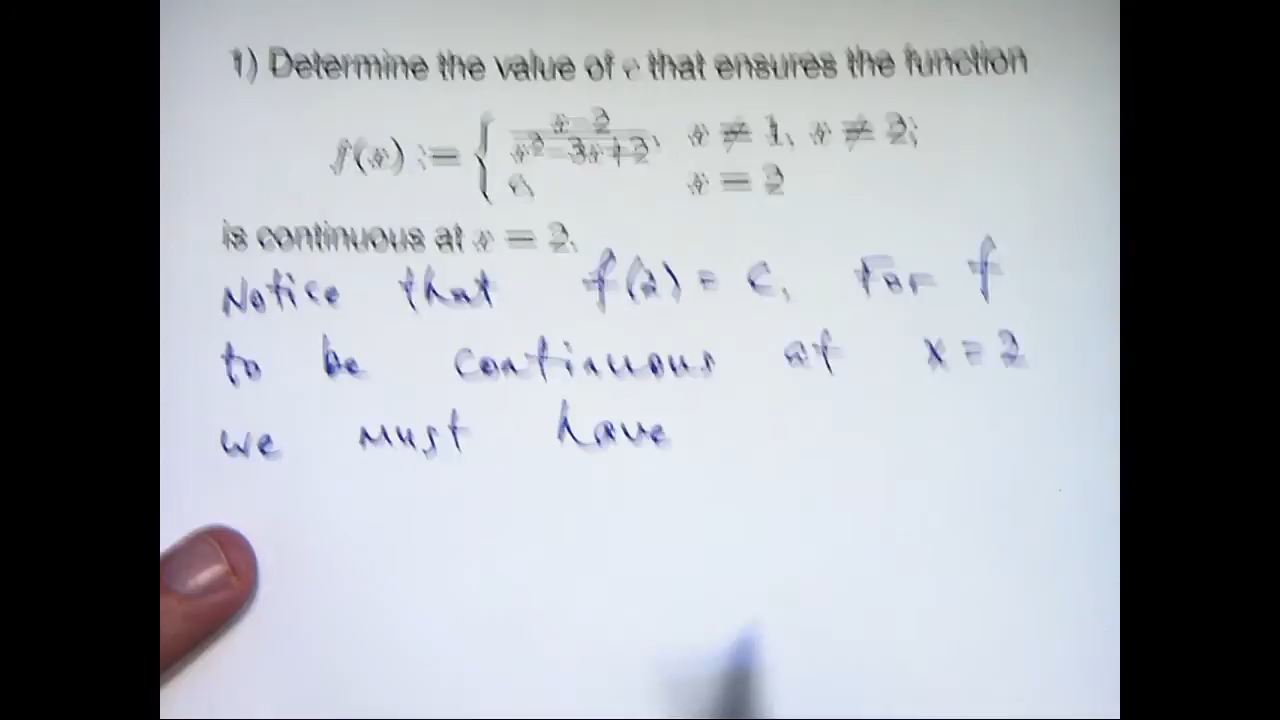 1) Determine the value of c that ensures the function
f(x) := { x-2 / x² - 3x + 2, x ≠ 1, x ≠ 2;
c x = 2
is continuous at x = 2.
Notice that f(2) = c. For f
to be continuous at x = 2
we must have